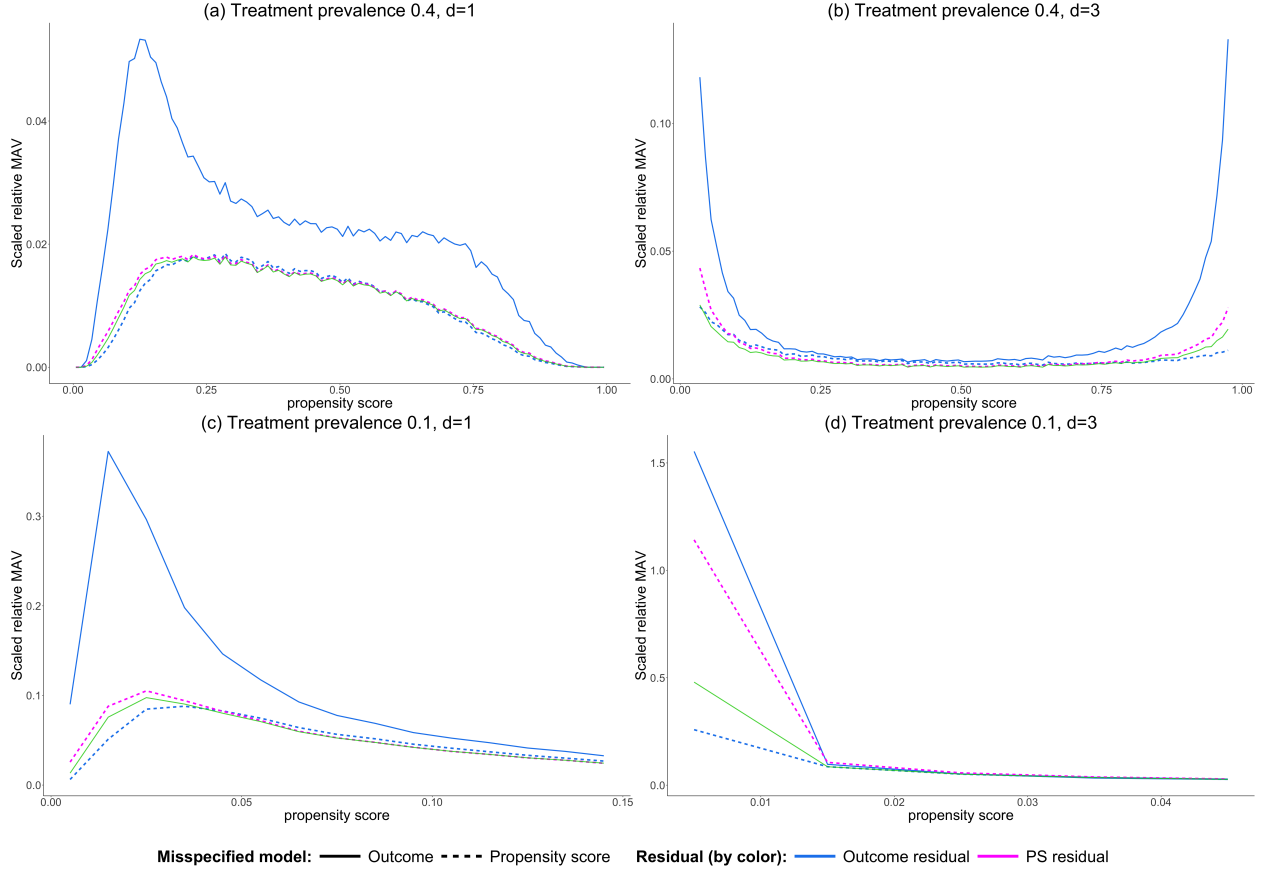 (a) Treatment prevalence 0.4, d=1
Scaled relative MAV
0.04
0.02
0.00
0.00 0.25 0.50 0.75 1.00
propensity score
(b) Treatment prevalence 0.4, d=3
Scaled relative MAV
0.10
0.05
0.00
0.25 0.50 0.75 1.00
propensity score
(c) Treatment prevalence 0.1, d=1
Scaled relative MAV
0.3
0.2
0.1
0.0
0.00 0.05 0.10 0.15
propensity score
(d) Treatment prevalence 0.1, d=3
Scaled relative MAV
1.5
1.0
0.5
0.0
0.01 0.02 0.03 0.04
propensity score
Misspecified model: Outcome Propensity score Residual (by color): Outcome residual PS residual